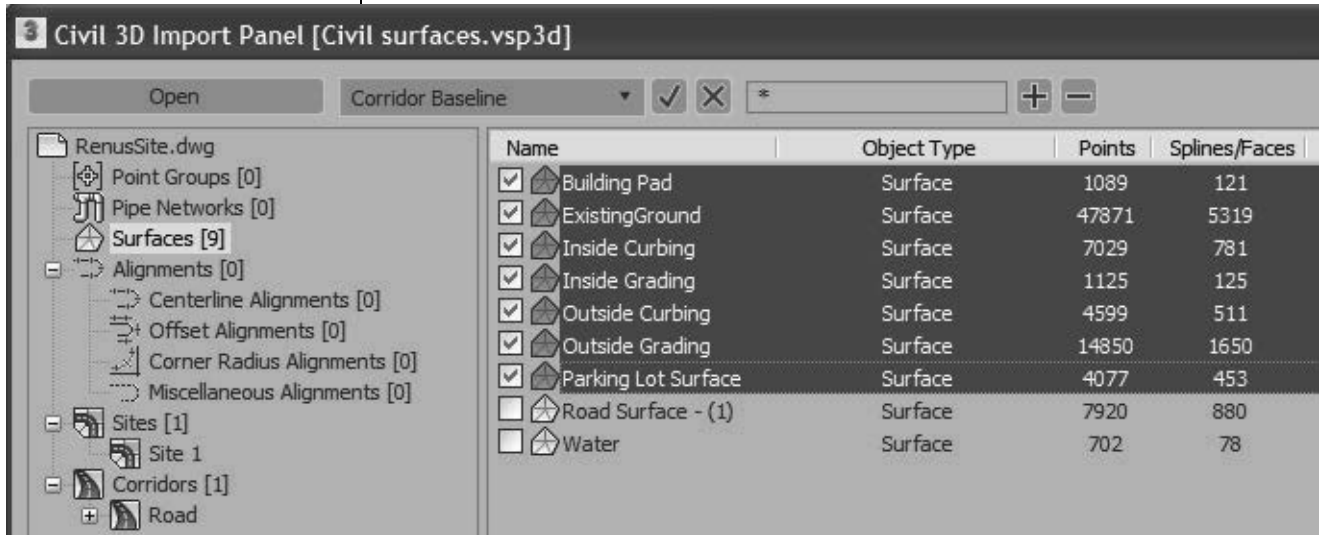 Civil 3D Import Panel [Civil surfaces.vsp3d]
Open
Corridor Baseline
*
RenusSite.dwg
Point Groups [0]
Pipe Networks [0]
Surfaces [9]
Alignments [0]
Centerline Alignments [0]
Offset Alignments [0]
Corner Radius Alignments [0]
Miscellaneous Alignments [0]
Sites [1]
Site 1
Corridors [1]
Road
Name Object Type Points Splines/Faces
Building Pad Surface 1089 121
ExistingGround Surface 47871 5319
Inside Curbing Surface 7029 781
Inside Grading Surface 1125 125
Outside Curbing Surface 4599 511
Outside Grading Surface 14850 1650
Parking Lot Surface Surface 4077 453
Road Surface - (1) Surface 7920 880
Water Surface 702 78